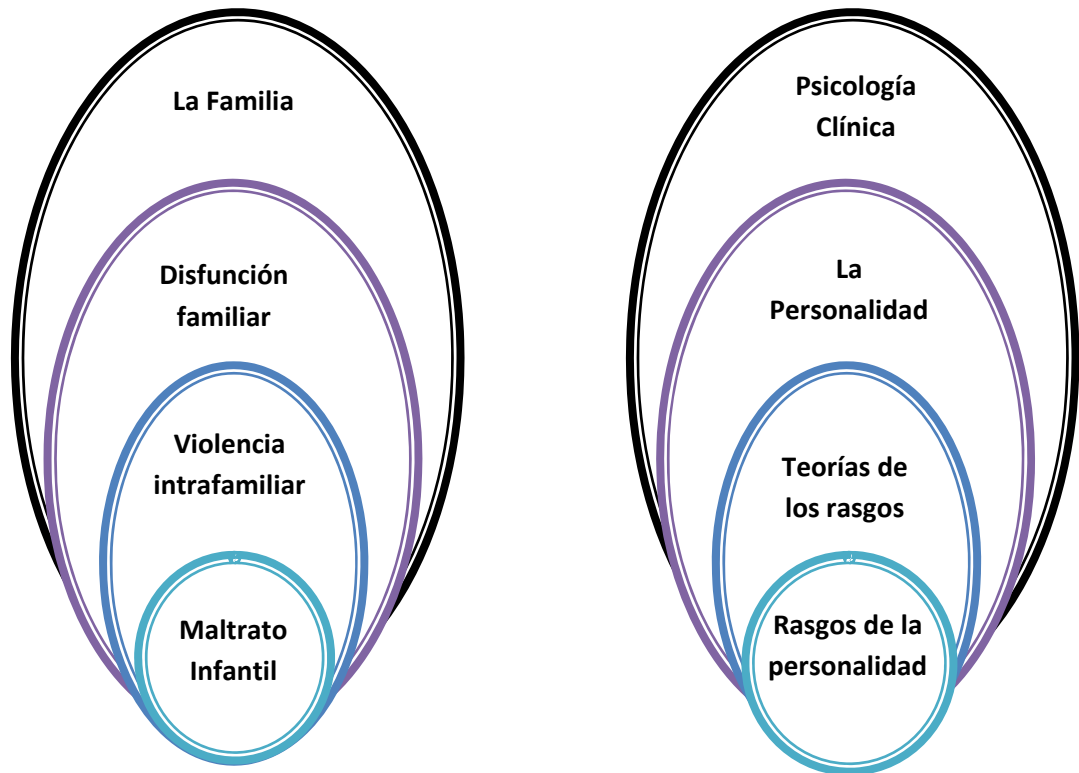 La Familia
Disfunción
familiar
Violencia
intrafamiliar
Maltrato
Infantil
Psicología
Clínica
La
Personalidad
Teorías de
los rasgos
Rasgos de la
personalidad